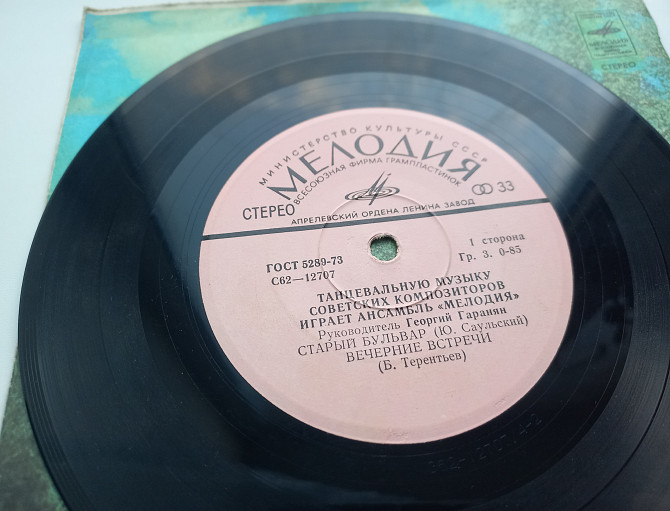 МЕЛОДИЯ
СТЕРЕО
МИНИСТЕРСТВО КУЛЬТУРЫ СССР
МЕЛОДИЯ
ВСЕСОЮЗНАЯ ФИРМА ГРАМПЛАСТИНОК
СТЕРЕО
33
АПРЕЛЕВСКИЙ ОРДЕНА ЛЕНИНА ЗАВОД
ГОСТ 5289-73
С62—12707
1 сторона
Гр. 3. 0-85
ТАНЦЕВАЛЬНУЮ МУЗЫКУ
СОВЕТСКИХ КОМПОЗИТОРОВ
ИГРАЕТ АНСАМБЛЬ «МЕЛОДИЯ»
Руководитель Георгий Гаранян
СТАРЫЙ БУЛЬВАР (Ю. Саульский)
ВЕЧЕРНИЕ ВСТРЕЧИ
(Б. Терентьев)